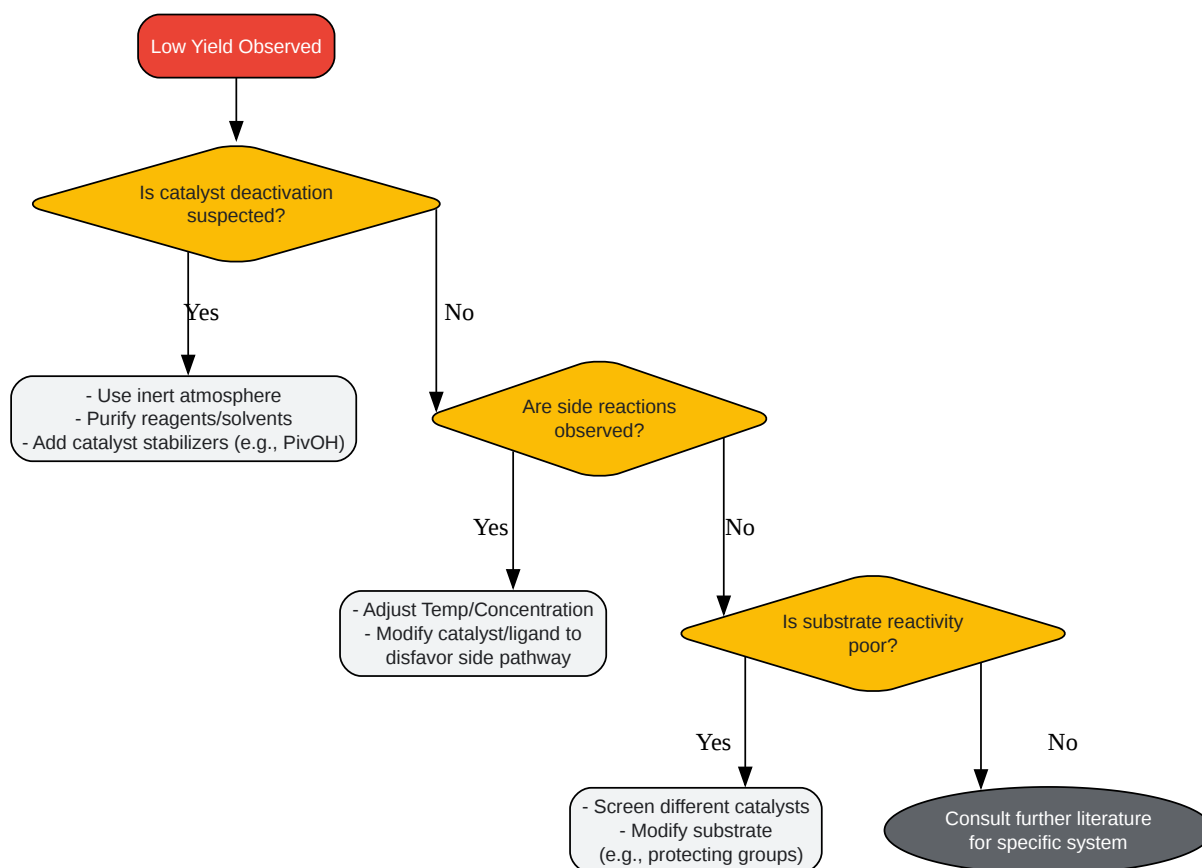 Low Yield Observed
Is catalyst deactivation
suspected?
Yes
No
- Use inert atmosphere
- Purify reagents/solvents
- Add catalyst stabilizers (e.g., PivOH)
Are side reactions
observed?
Yes
No
- Adjust Temp/Concentration
- Modify catalyst/ligand to
disfavor side pathway
Is substrate reactivity
poor?
Yes
No
- Screen different catalysts
- Modify substrate
(e.g., protecting groups)
Consult further literature
for specific system